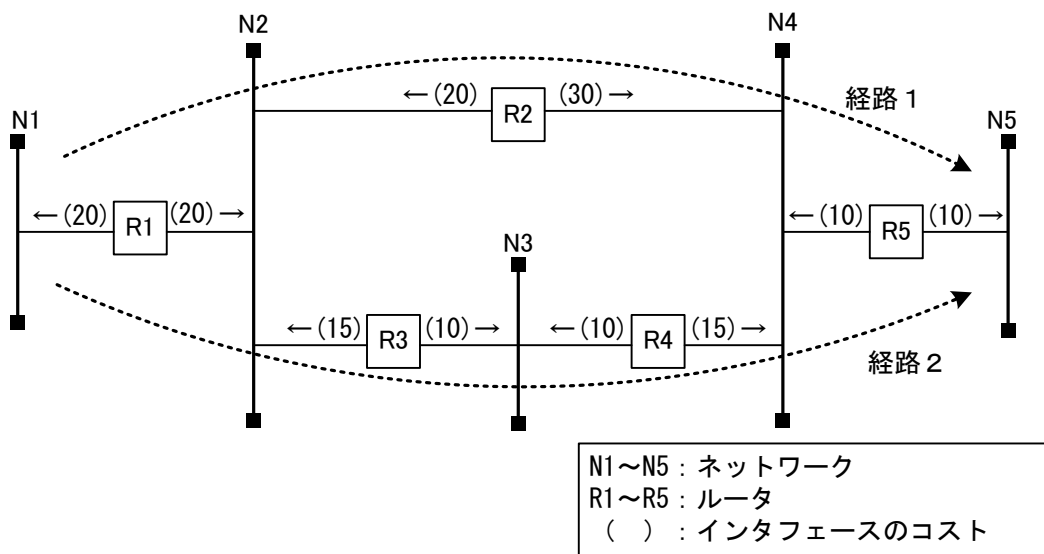 N2
N4
←(20)
(30)→
R2
経路1
N1
N5
←(20)
R1
(20)→
←(10)
R5
(10)→
N3
←(15)
R3
(10)→
←(10)
R4
(15)→
経路2
N1~N5:ネットワーク
R1~R5:ルータ
( ):インタフェースのコスト